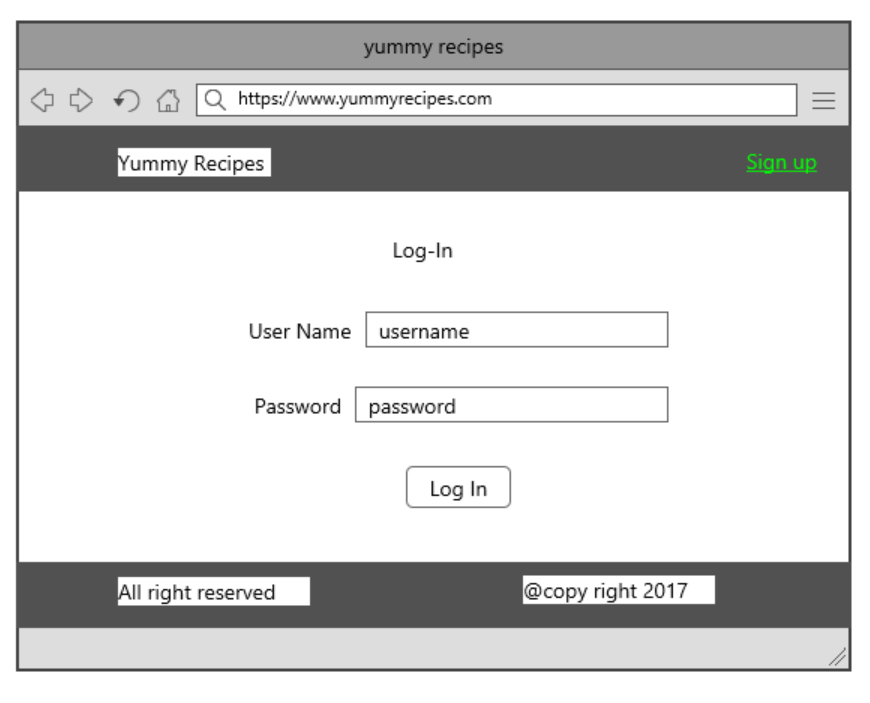 yummy recipes
https://www.yummyrecipes.com
Yummy Recipes
Sign up
Log-In
User Name
username
Password
password
Log In
All right reserved
@copy right 2017